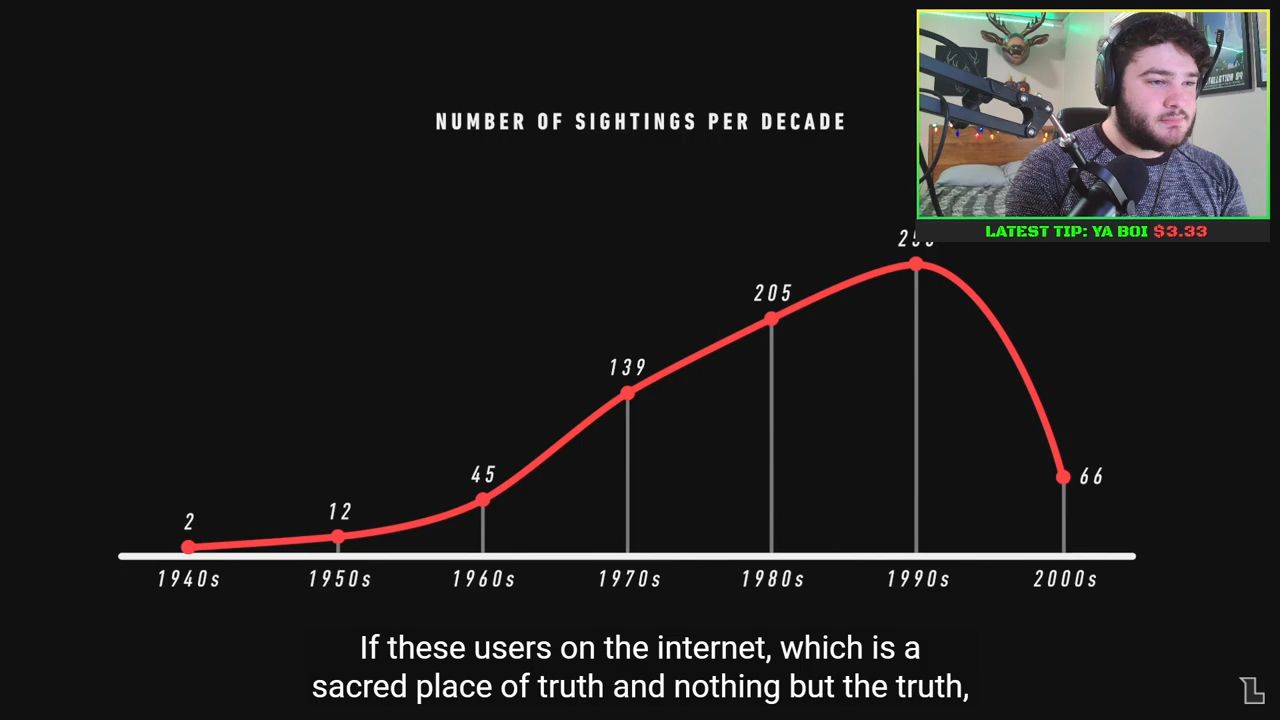 NUMBER OF SIGHTINGS PER DECADE
LATEST TIP: YA BOI $3.33
205
139
66
45
12
2
1940s 1950s 1960s 1970s 1980s 1990s 2000s
If these users on the internet, which is a
sacred place of truth and nothing but the truth,